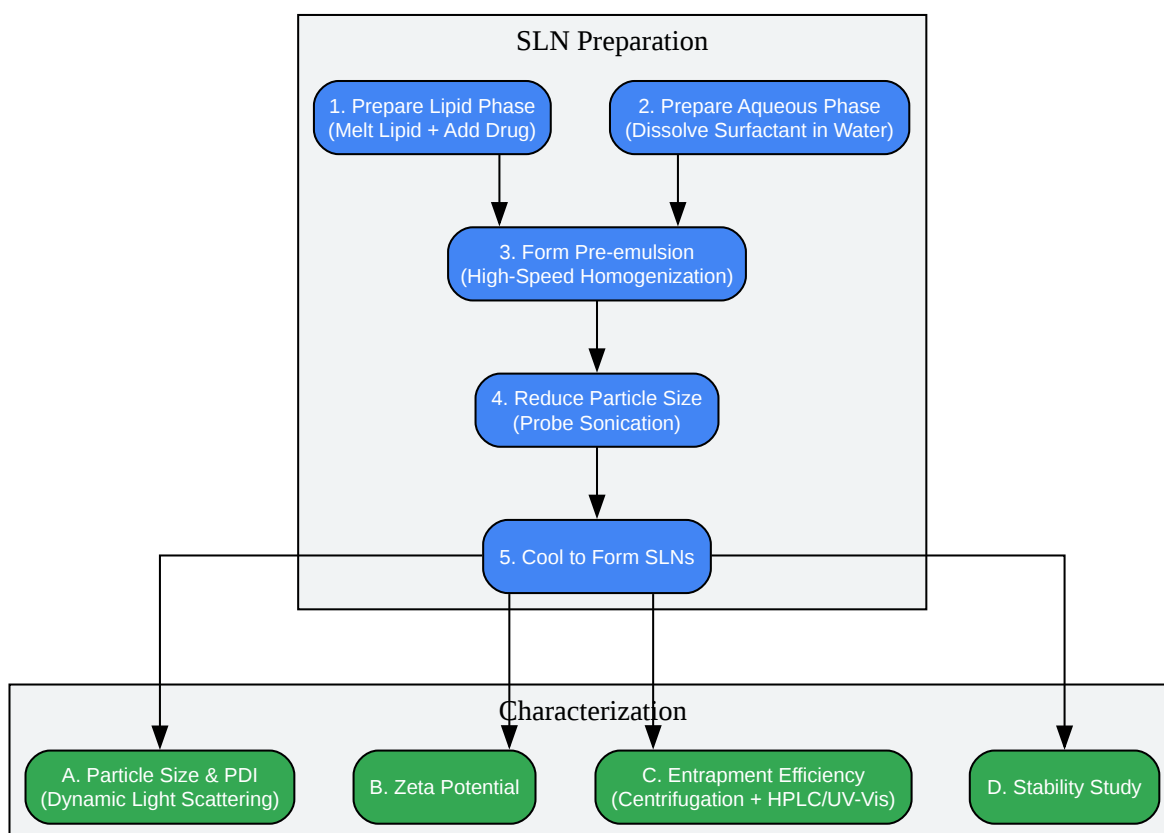 SLN Preparation
1. Prepare Lipid Phase
(Melt Lipid + Add Drug)
2. Prepare Aqueous Phase
(Dissolve Surfactant in Water)
3. Form Pre-emulsion
(High-Speed Homogenization)
4. Reduce Particle Size
(Probe Sonication)
5. Cool to Form SLNs
Characterization
A. Particle Size & PDI
(Dynamic Light Scattering)
B. Zeta Potential
C. Entrapment Efficiency
(Centrifugation + HPLC/UV-Vis)
D. Stability Study